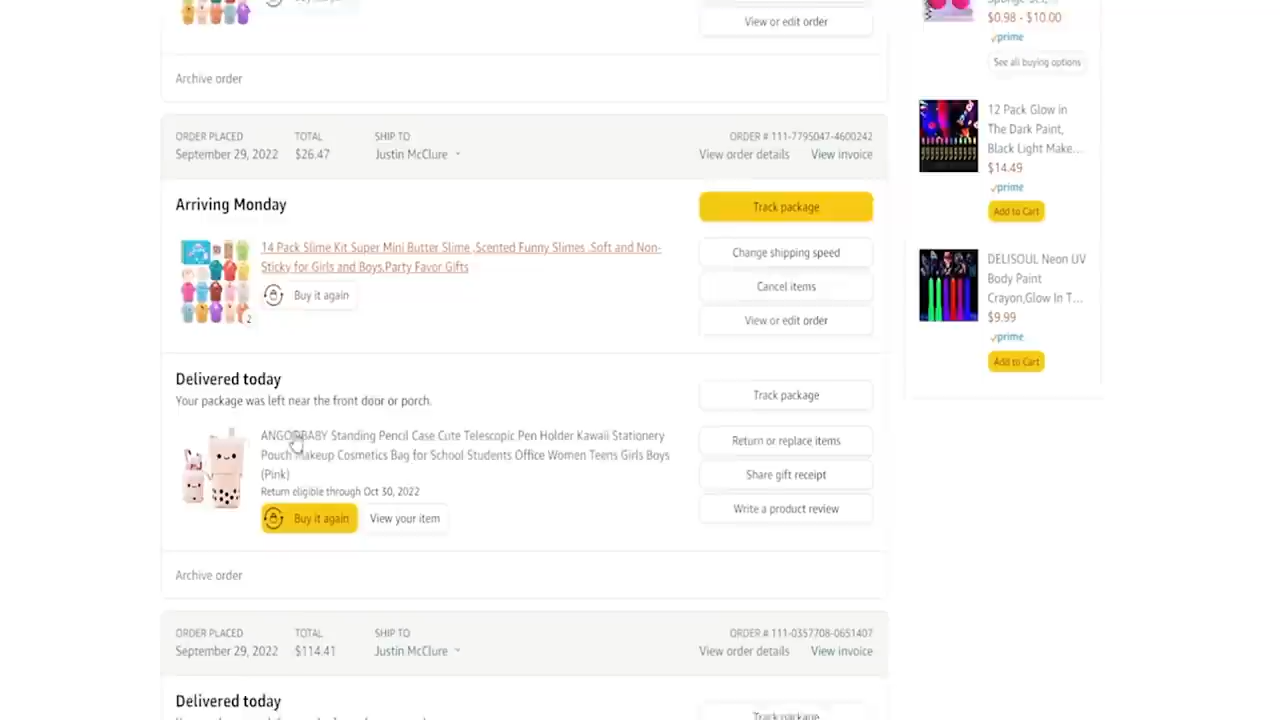 View or edit order
Archive order
ORDER PLACED
September 29, 2022
TOTAL
$26.47
SHIP TO
Justin McClure
ORDER # 111-7795047-4600242
View order details
View invoice
Arriving Monday
Track package
14 Pack Slime Kit Super Mini Butter Slime ,Scented Funny Slimes ,Soft and Non-
Sticky for Girls and Boys,Party Favor Gifts
2
Buy it again
Change shipping speed
Cancel items
View or edit order
Delivered today
Your package was left near the front door or porch.
Track package
Standing Pencil Case Cute Telescopic Pen Holder Kawaii Stationery
Pouch Makeup Cosmetics Bag for School Students Office Women Teens Girls Boys
(Pink)
Return eligible through Oct 30, 2022
Buy it again
View your item
Return or replace items
Share gift receipt
Write a product review
Archive order
ORDER PLACED
September 29, 2022
TOTAL
$114.41
SHIP TO
Justin McClure
ORDER # 111-0357708-0651407
View order details
View invoice
Delivered today
Track package
$0.98 - $10.00
prime
See all buying options
12 Pack Glow in
The Dark Paint,
Black Light Make...
$14.49
prime
Add to Cart
DELISOUL Neon UV
Body Paint
Crayon,Glow In T...
$9.99
prime
Add to Cart